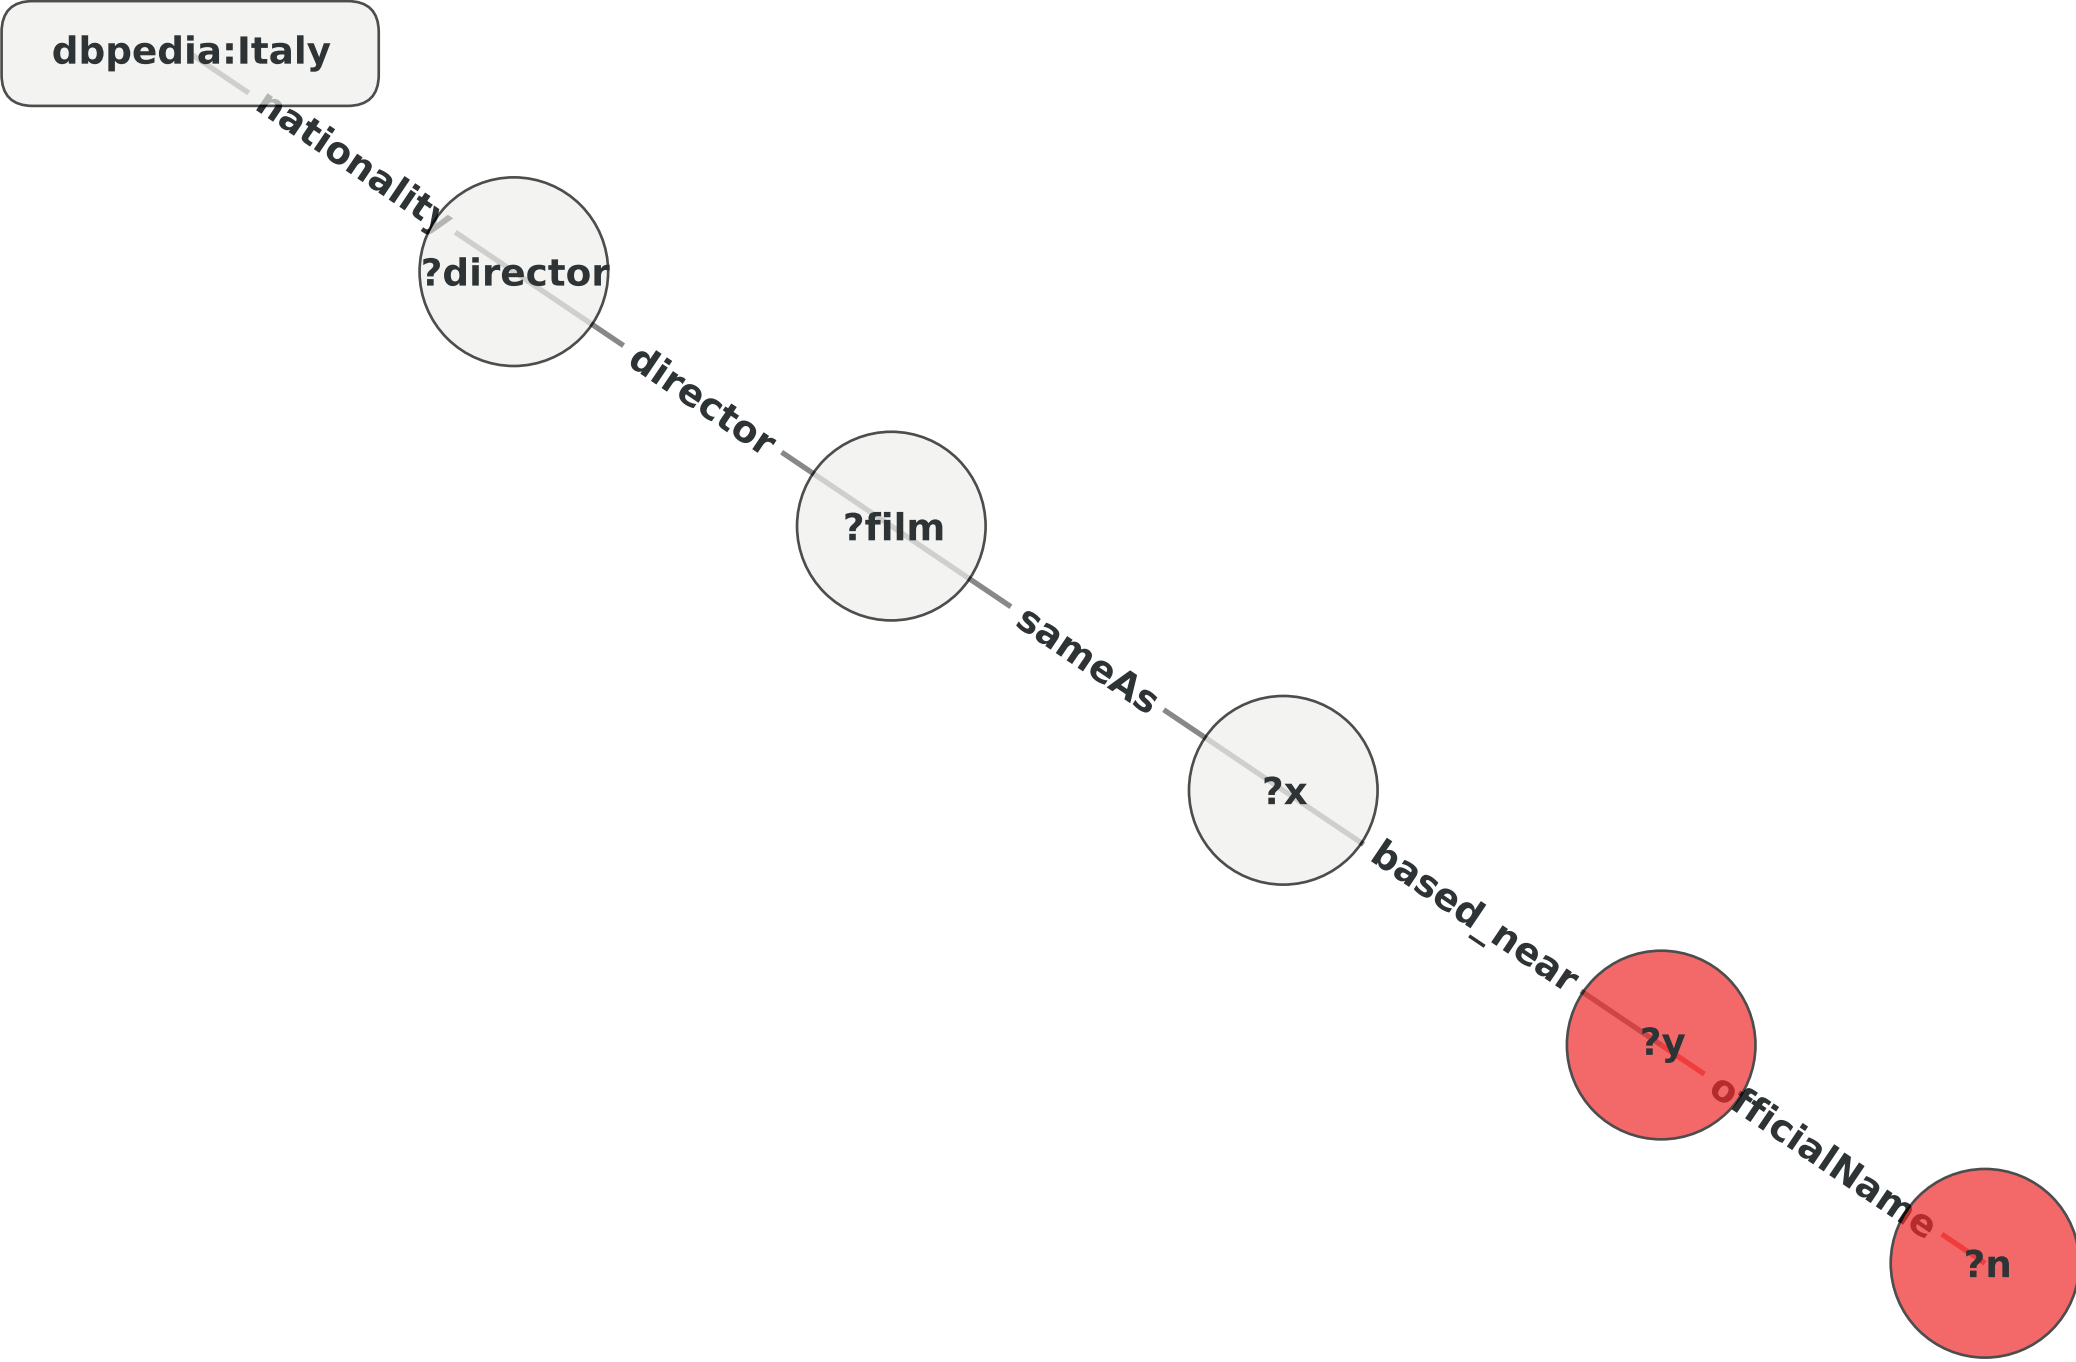 dbpedia:Italy
nationality
?director
director
?film
sameAs
?x
based_near
?y
officialName
?n